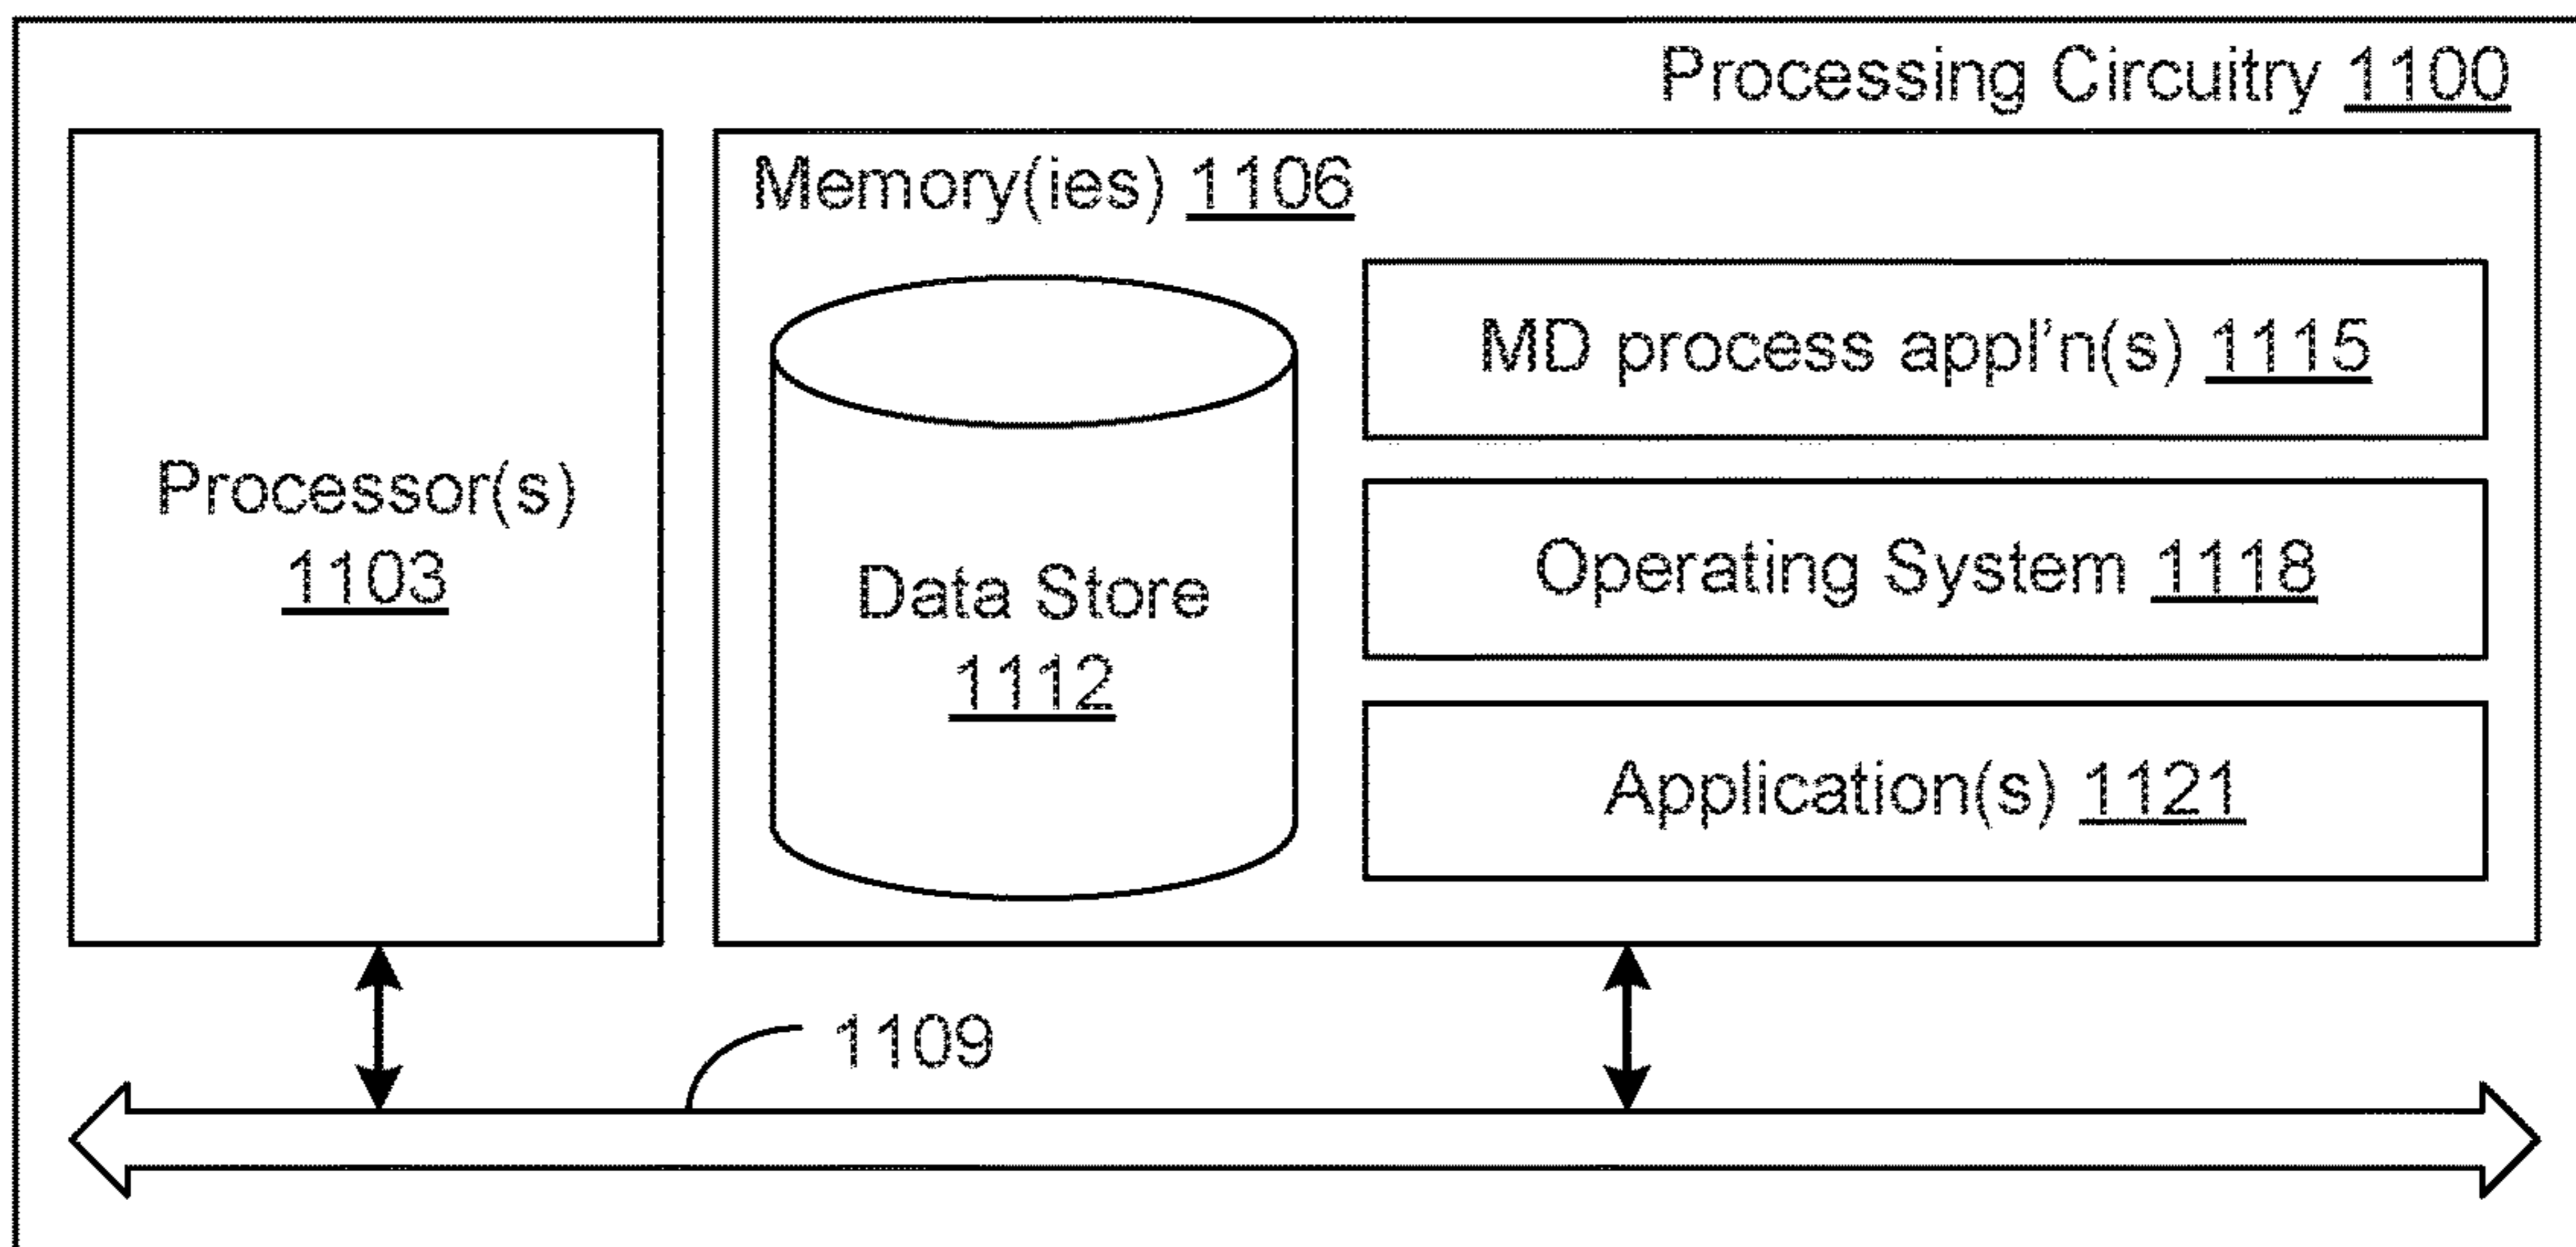 Processing Circuitry 1100
Processor(s)
1103
Memory(ies) 1106
Data Store
1112
MD process appl'n(s) 1115
Operating System 1118
Application(s) 1121
1109